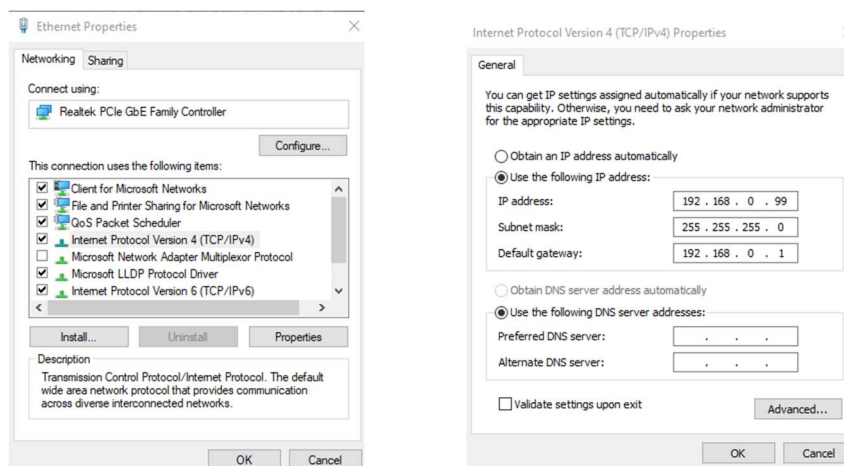 Ethernet Properties
Networking Sharing
Connect using:
Realtek PCIe GbE Family Controller
Configure...
This connection uses the following items:
Client for Microsoft Networks
File and Printer Sharing for Microsoft Networks
QoS Packet Scheduler
Internet Protocol Version 4 (TCP/IPv4)
Microsoft Network Adapter Multiplexor Protocol
Microsoft LLDP Protocol Driver
Internet Protocol Version 6 (TCP/IPv6)
Install... Uninstall Properties
Description
Transmission Control Protocol/Internet Protocol. The default
wide area network protocol that provides communication
across diverse interconnected networks.
OK Cancel
Internet Protocol Version 4 (TCP/IPv4) Properties
General
You can get IP settings assigned automatically if your network supports
this capability. Otherwise, you need to ask your network administrator
for the appropriate IP settings.
Obtain an IP address automatically
Use the following IP address:
IP address: 192 . 168 . 0 . 99
Subnet mask: 255 . 255 . 255 . 0
Default gateway: 192 . 168 . 0 . 1
Obtain DNS server address automatically
Use the following DNS server addresses:
Preferred DNS server: . . .
Alternate DNS server: . . .
Validate settings upon exit
Advanced...
OK Cancel